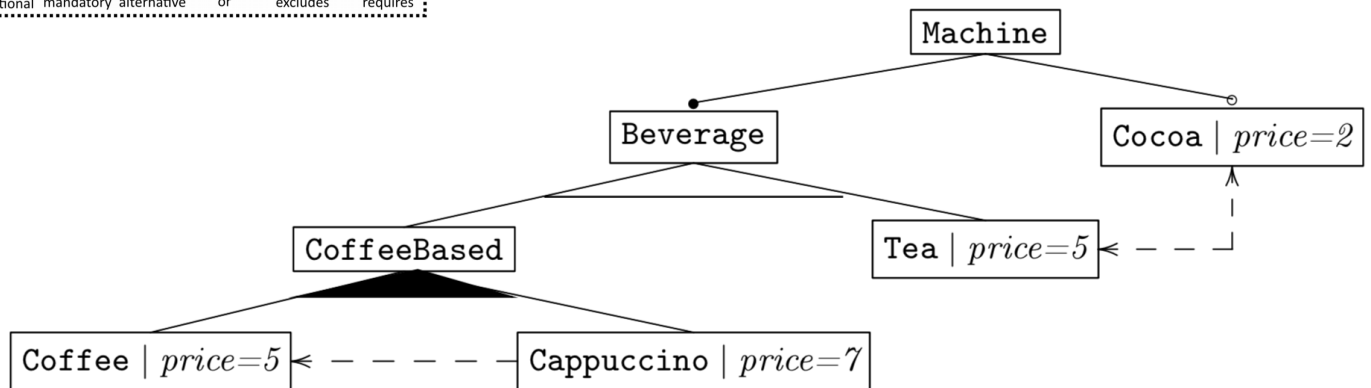 mandatory alternative or excludes requires
Machine
Beverage
Cocoa | price=2
CoffeeBased
Tea | price=5
Coffee | price=5
Cappuccino | price=7